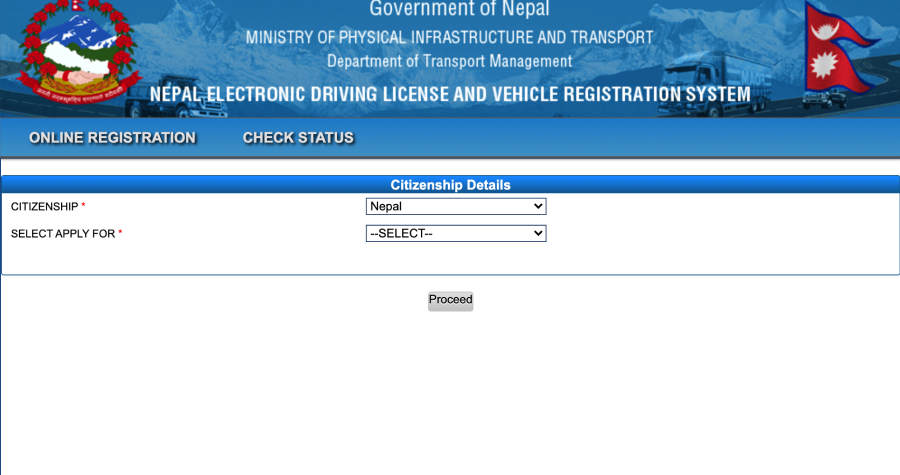 Government of Nepal
MINISTRY OF PHYSICAL INFRASTRUCTURE AND TRANSPORT
Department of Transport Management
NEPAL ELECTRONIC DRIVING LICENSE AND VEHICLE REGISTRATION SYSTEM
ONLINE REGISTRATION
CHECK STATUS
Citizenship Details
CITIZENSHIP *
Nepal
SELECT APPLY FOR *
--SELECT--
Proceed